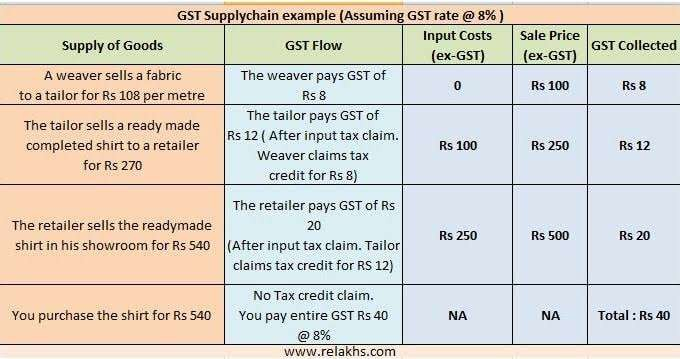 GST Supplychain example (Assuming GST rate @ 8% )
Supply of Goods
GST Flow
Input Costs
(ex-GST)
Sale Price
(ex-GST)
GST Collected
A weaver sells a fabric
to a tailor for Rs 108 per metre
The weaver pays GST of
Rs 8
0
Rs 100
Rs 8
The tailor sells a ready made
completed shirt to a retailer
for Rs 270
The tailor pays GST of
Rs 12 ( After input tax claim.
Weaver claims tax
credit for Rs 8)
Rs 100
Rs 250
Rs 12
The retailer sells the readymade
shirt in his showroom for Rs 540
The retailer pays GST of Rs
20
(After input tax claim. Tailor
claims tax credit for RS 12)
Rs 250
Rs 500
Rs 20
You purchase the shirt for Rs 540
No Tax credit claim.
You pay entire GST Rs 40
@ 8%
NA
NA
Total : Rs 40
www.relakhs.com